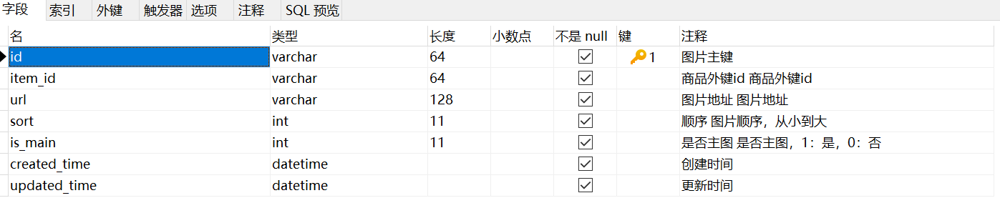 字段 索引 外键 触发器 选项 注释 SQL 预览
名 类型 长度 小数点 不是 null 键 注释
id varchar 64 1 图片主键
item_id varchar 64 商品外键id 商品外键id
url varchar 128 图片地址 图片地址
sort int 11 顺序 图片顺序，从小到大
is_main int 11 是否主图 是否主图，1：是，0：否
created_time datetime 创建时间
updated_time datetime 更新时间